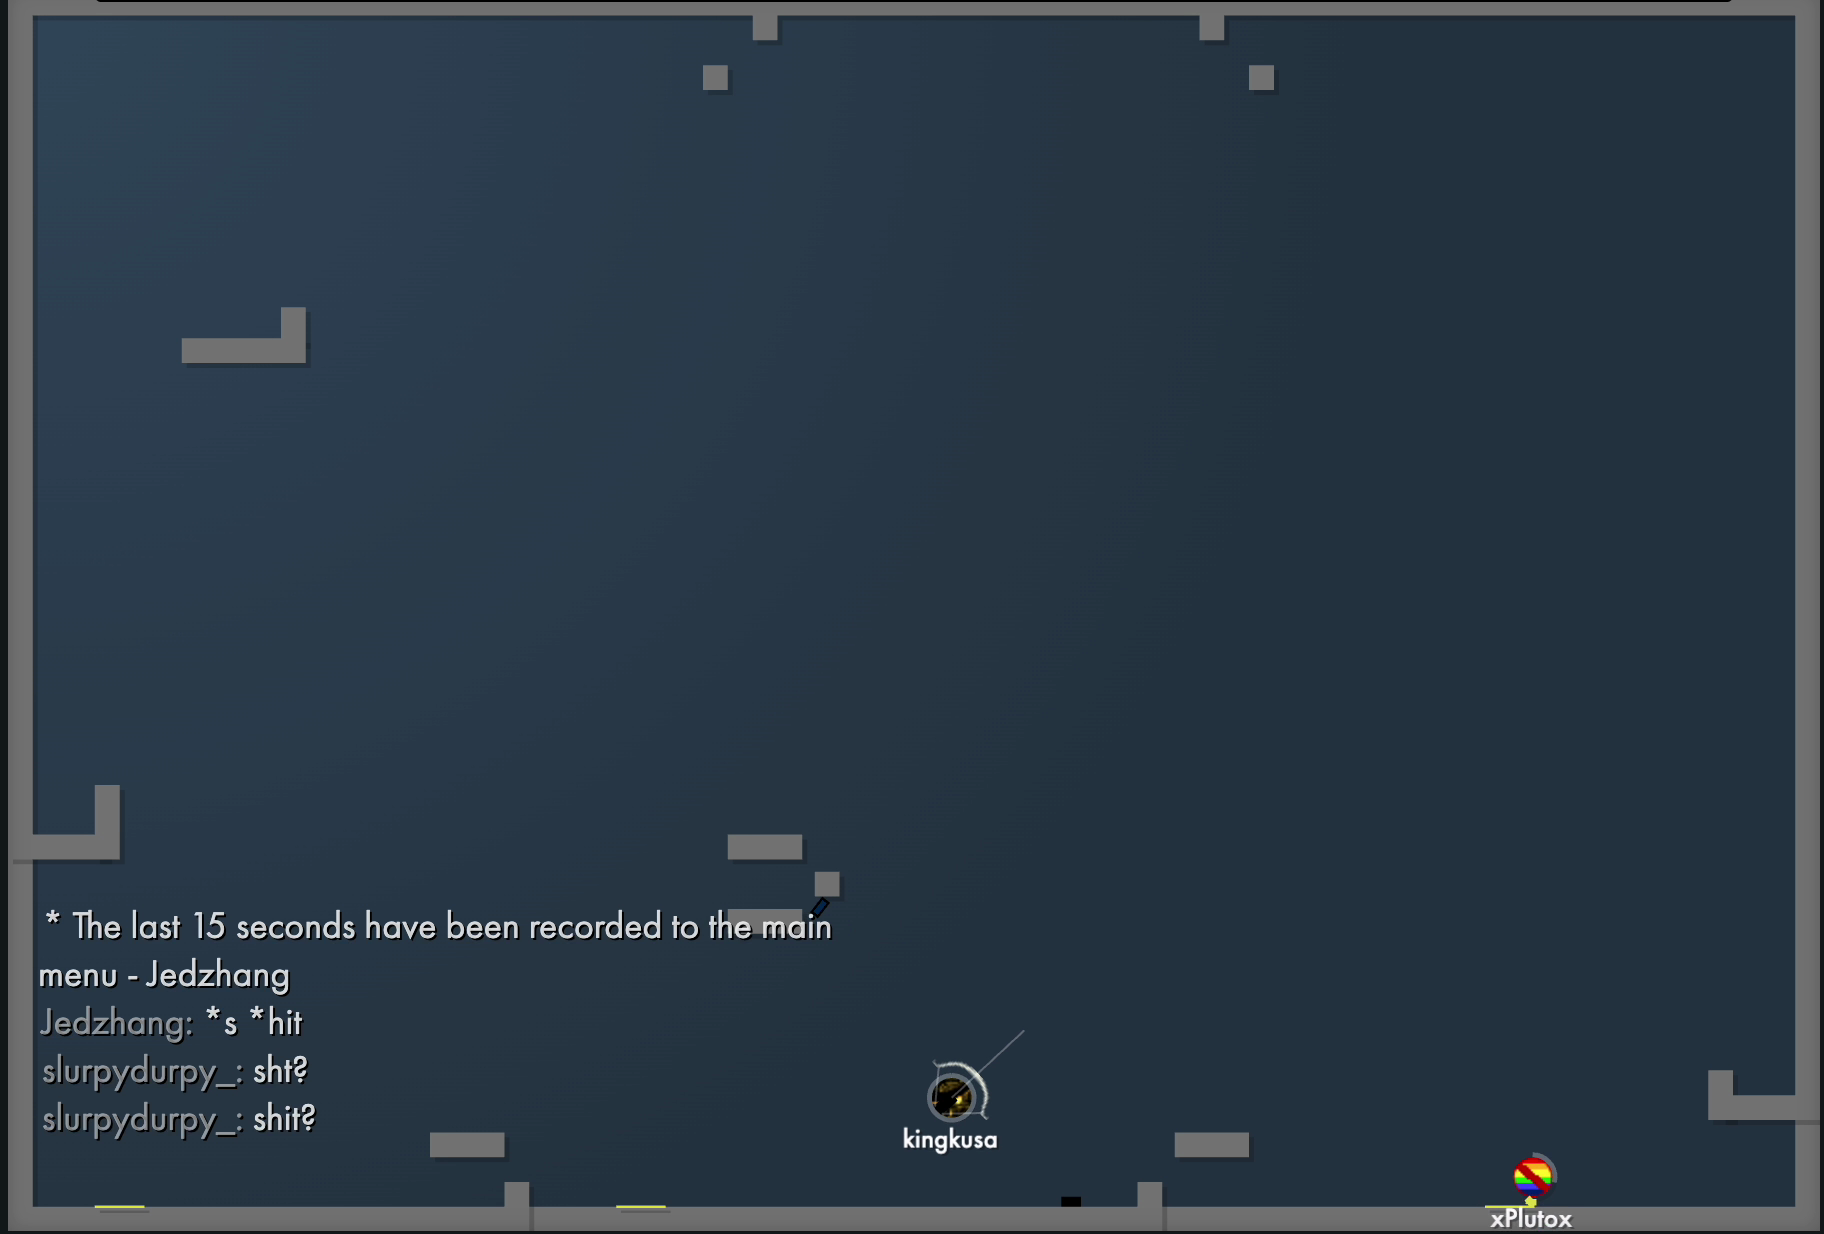 * The last 15 seconds have been recorded to the main
menu - Jedzhang
Jedzhang: *s *hit
slurpydurpy_: sht?
slurpydurpy_: shit?
kingkusa
xPlutox